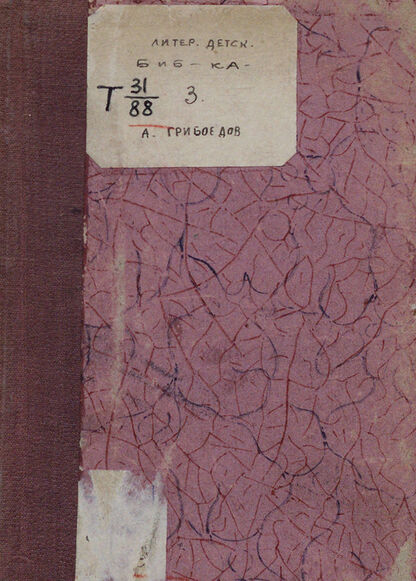 ЛИТЕР. ДЕТСК.
БИБ-КА-
Т 31/88 3.
А. ГРИБОЕДОВ